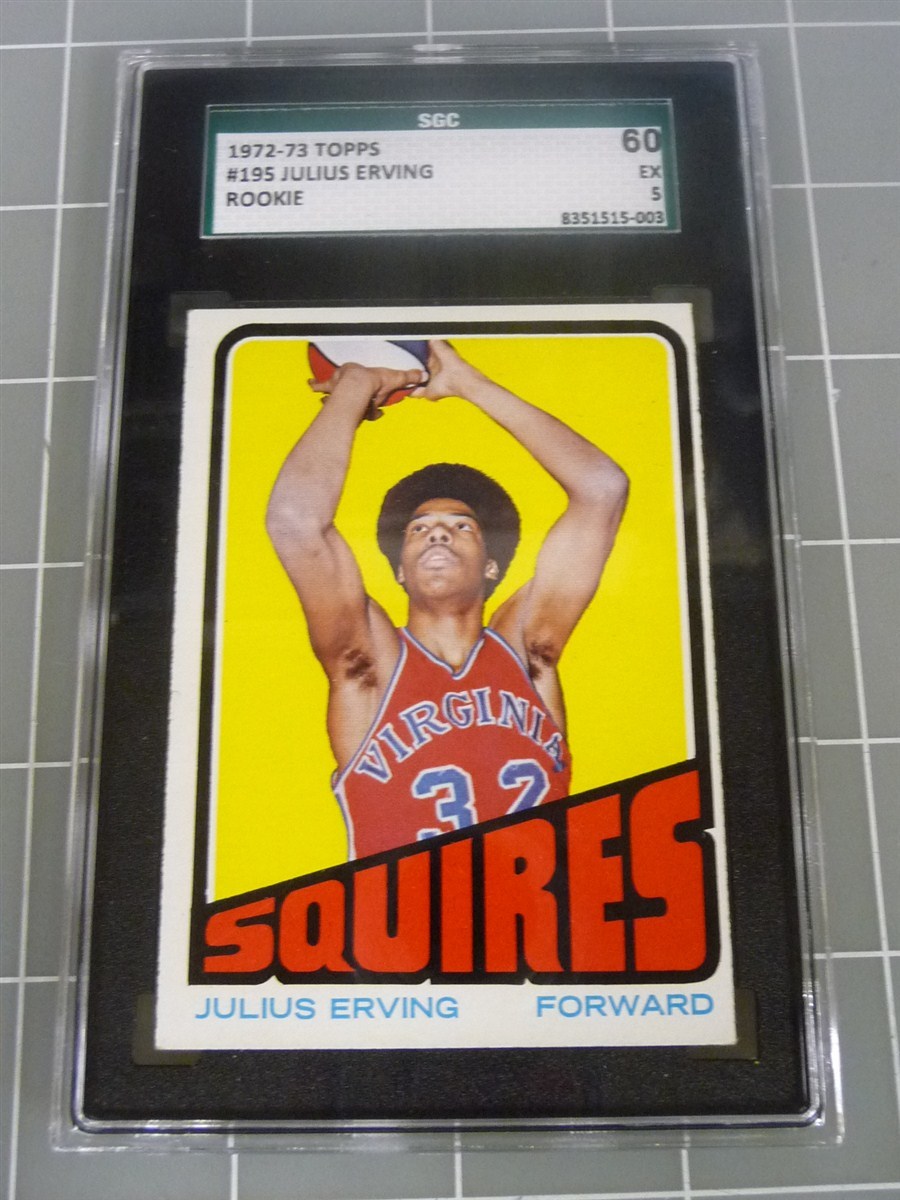 SGC
1972-73 TOPPS 60
#195 JULIUS ERVING EX
ROOKIE 5
8351515-003
VIRGINIA
32
SQUIRES
JULIUS ERVING FORWARD